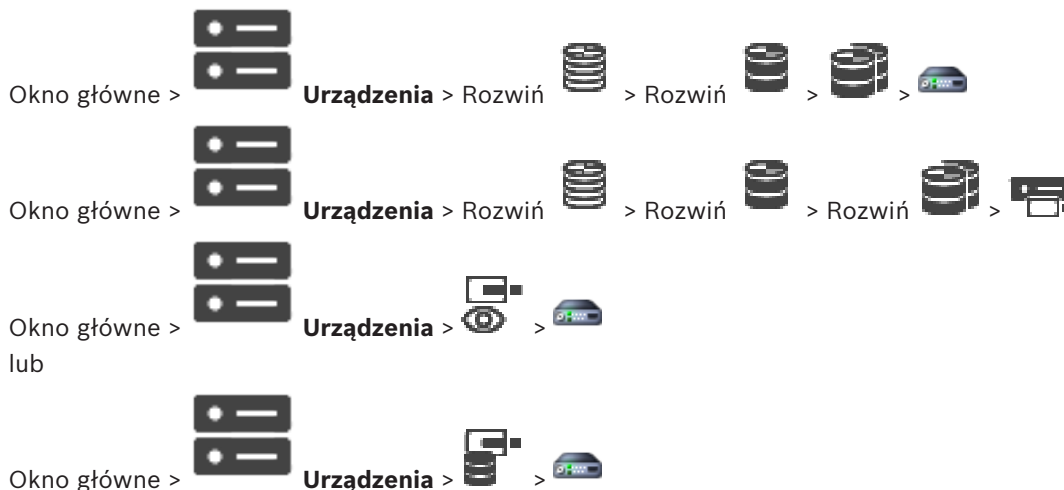 Okno główne > Urządzenia > Rozwiń > Rozwiń > >
Okno główne > Urządzenia > Rozwiń > Rozwiń > Rozwiń >
Okno główne > Urządzenia > >
lub
Okno główne > Urządzenia > >